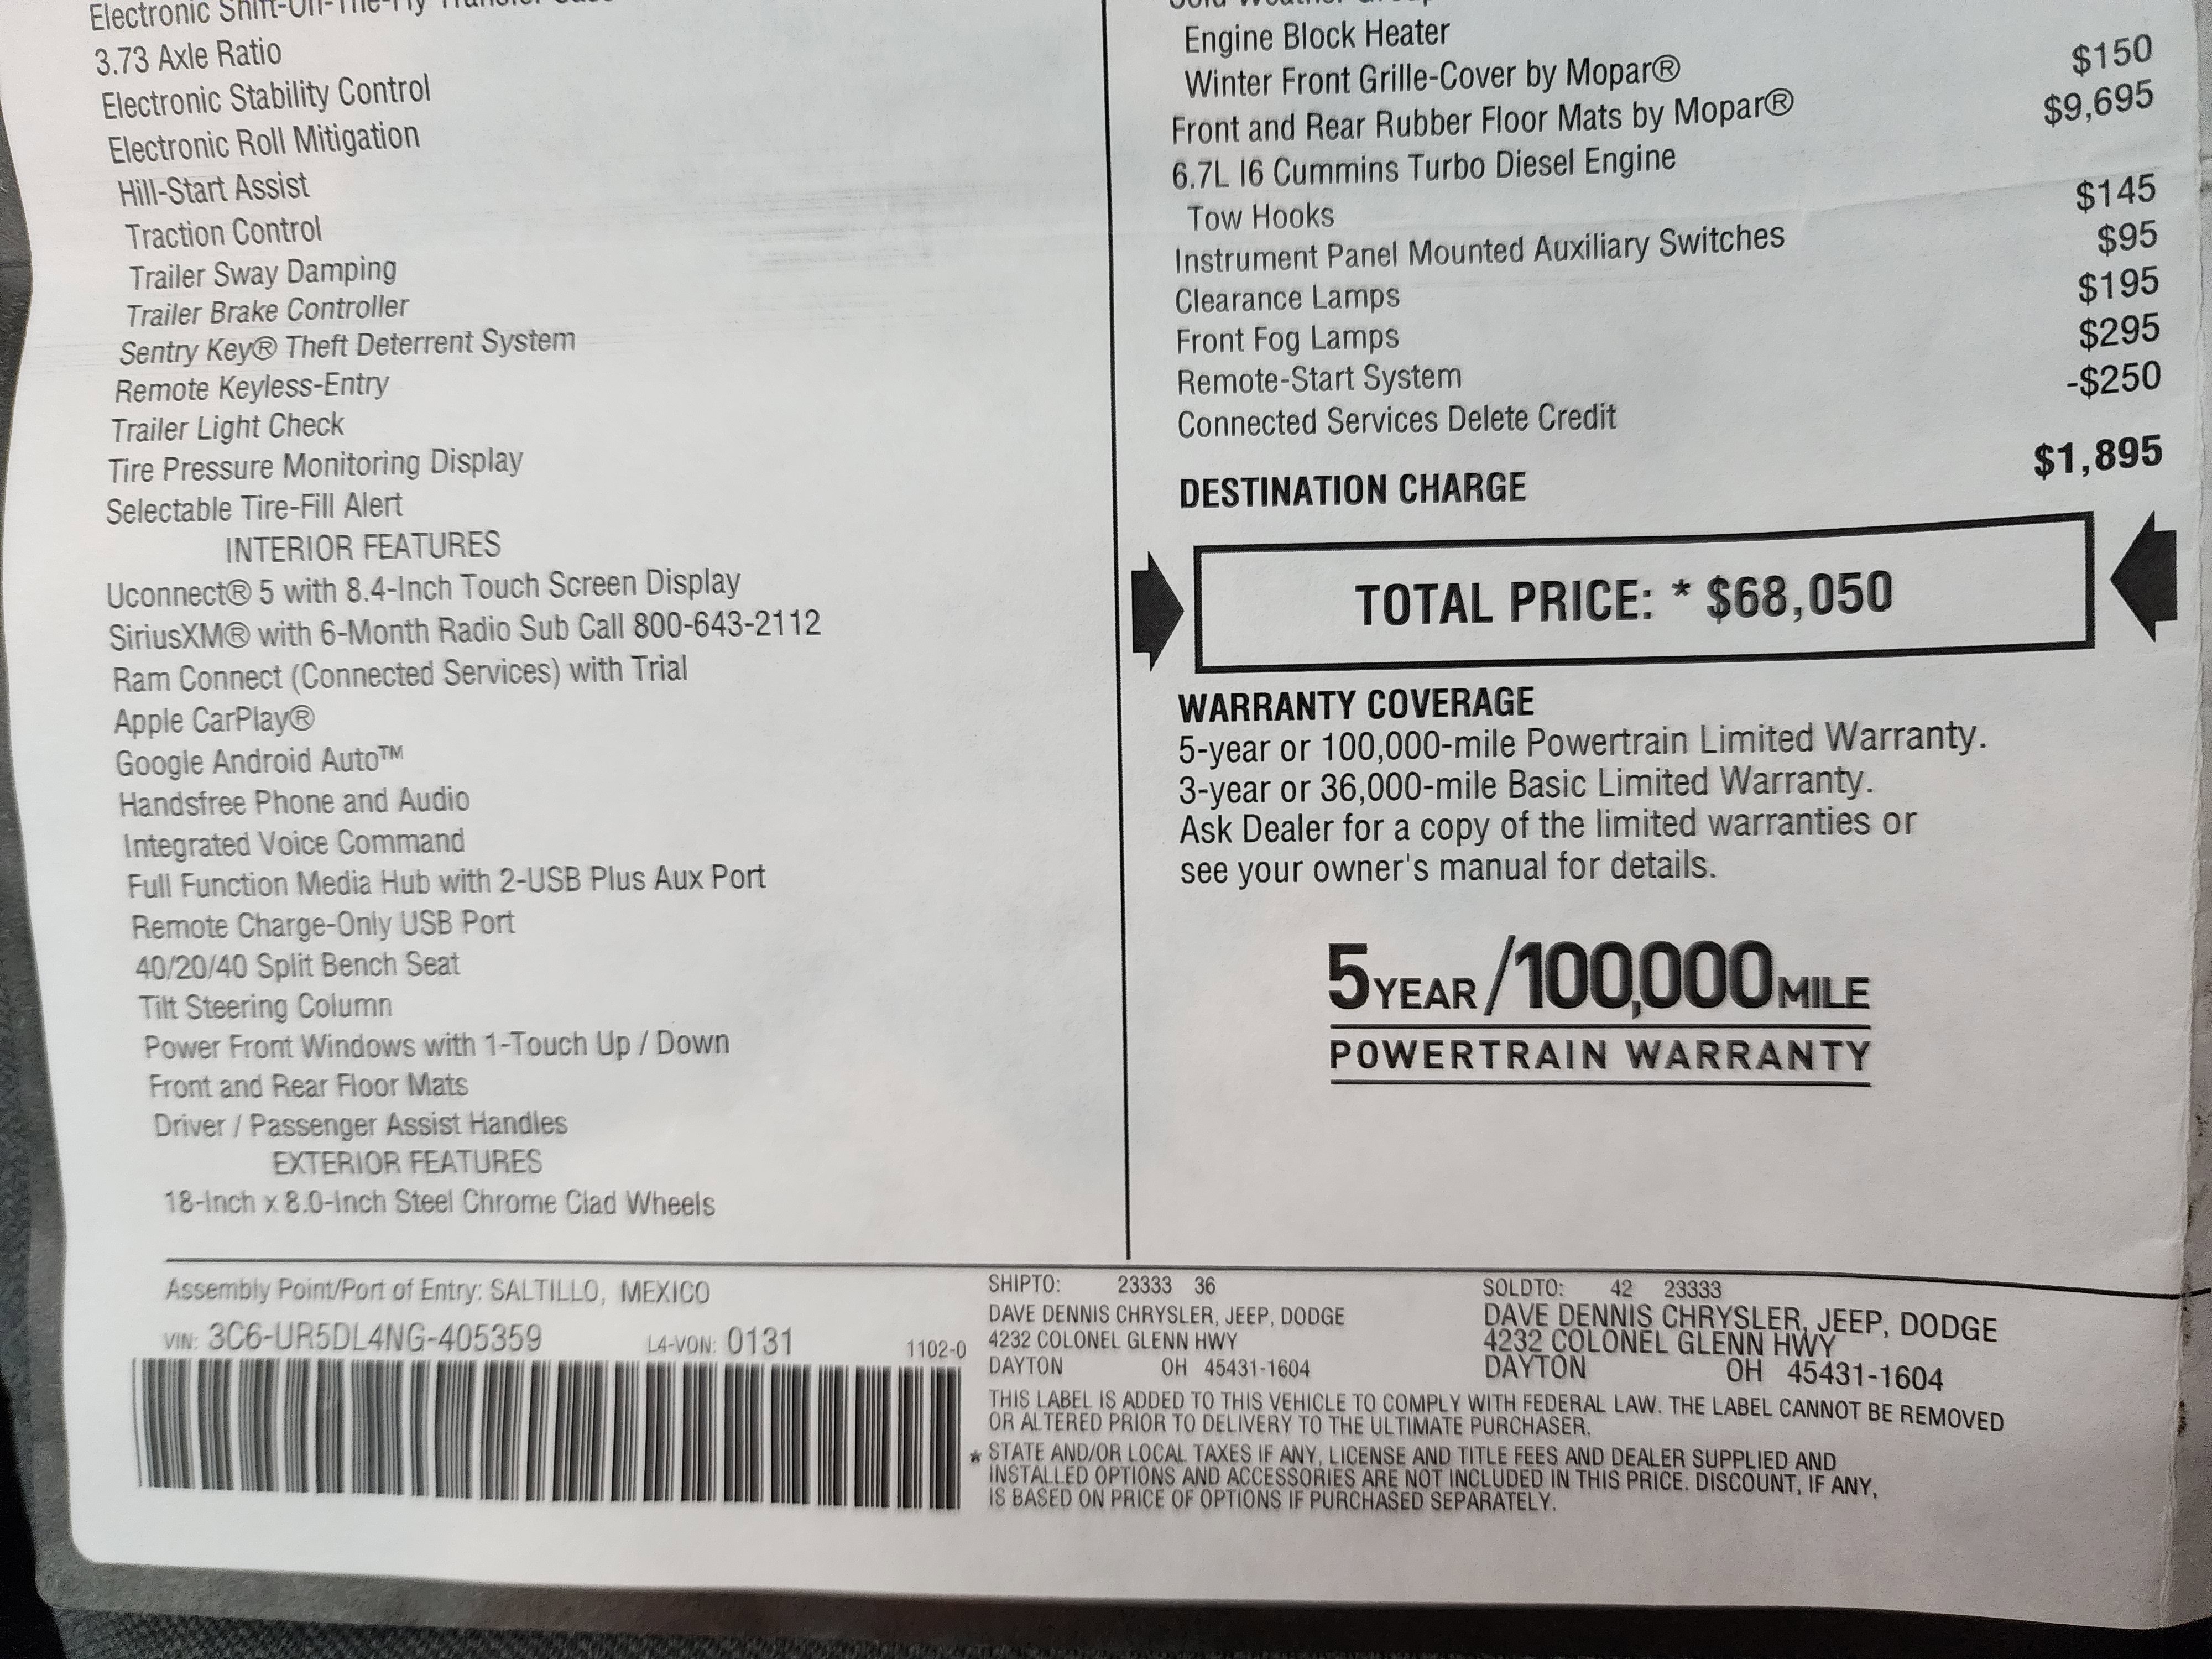 Electronic Shift-On-The-Fly Transfer Case
3.73 Axle Ratio
Electronic Stability Control
Electronic Roll Mitigation
Hill-Start Assist
Traction Control
Trailer Sway Damping
Trailer Brake Controller
Sentry Key® Theft Deterrent System
Remote Keyless-Entry
Trailer Light Check
Tire Pressure Monitoring Display
Selectable Tire-Fill Alert
INTERIOR FEATURES
Uconnect® 5 with 8.4-Inch Touch Screen Display
SiriusXM® with 6-Month Radio Sub Call 800-643-2112
Ram Connect (Connected Services) with Trial
Apple CarPlay®
Google Android Auto™
Handsfree Phone and Audio
Integrated Voice Command
Full Function Media Hub with 2-USB Plus Aux Port
Remote Charge-Only USB Port
40/20/40 Split Bench Seat
Tilt Steering Column
Power Front Windows with 1-Touch Up / Down
Front and Rear Floor Mats
Driver / Passenger Assist Handles
EXTERIOR FEATURES
18-Inch x 8.0-Inch Steel Chrome Clad Wheels
Cold Weather Group
Engine Block Heater
Winter Front Grille-Cover by Mopar®
Front and Rear Rubber Floor Mats by Mopar® $150
6.7L I6 Cummins Turbo Diesel Engine $9,695
Tow Hooks
Instrument Panel Mounted Auxiliary Switches $145
Clearance Lamps $95
Front Fog Lamps $195
Remote-Start System $295
Connected Services Delete Credit -$250
DESTINATION CHARGE $1,895
TOTAL PRICE: * $68,050
WARRANTY COVERAGE
5-year or 100,000-mile Powertrain Limited Warranty.
3-year or 36,000-mile Basic Limited Warranty.
Ask Dealer for a copy of the limited warranties or
see your owner's manual for details.
5 YEAR / 100,000 MILE
POWERTRAIN WARRANTY
Assembly Point/Port of Entry: SALTILLO, MEXICO
VIN: 3C6-UR5DL4NG-405359 L4-VON: 0131 1102-0
SHIPTO: 23333 36
DAVE DENNIS CHRYSLER, JEEP, DODGE
4232 COLONEL GLENN HWY
DAYTON OH 45431-1604
SOLDTO: 42 23333
DAVE DENNIS CHRYSLER, JEEP, DODGE
4232 COLONEL GLENN HWY
DAYTON OH 45431-1604
THIS LABEL IS ADDED TO THIS VEHICLE TO COMPLY WITH FEDERAL LAW. THE LABEL CANNOT BE REMOVED
OR ALTERED PRIOR TO DELIVERY TO THE ULTIMATE PURCHASER.
* STATE AND/OR LOCAL TAXES IF ANY, LICENSE AND TITLE FEES AND DEALER SUPPLIED AND
INSTALLED OPTIONS AND ACCESSORIES ARE NOT INCLUDED IN THIS PRICE. DISCOUNT, IF ANY,
IS BASED ON PRICE OF OPTIONS IF PURCHASED SEPARATELY.